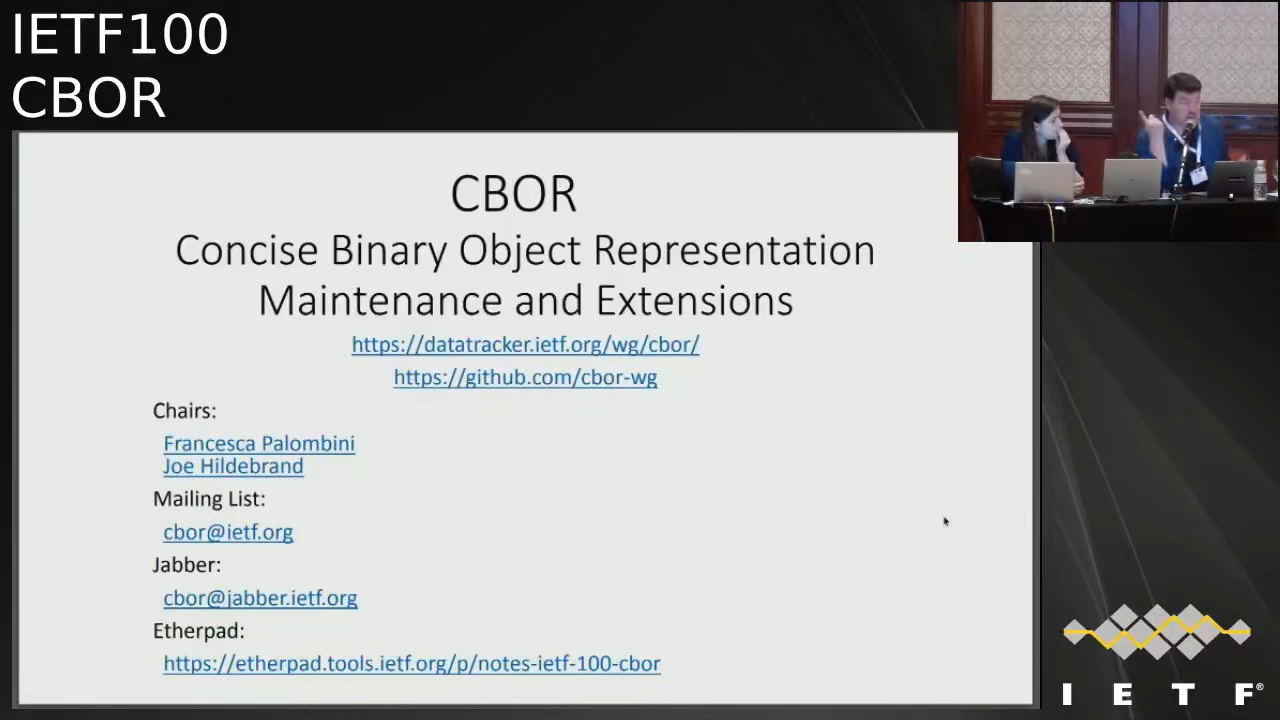 IETF100
CBOR
CBOR
Concise Binary Object Representation
Maintenance and Extensions
https://datatracker.ietf.org/wg/cbor/
https://github.com/cbor-wg
Chairs:
Francesca Palombini
Joe Hildebrand
Mailing List:
cbor@ietf.org
Jabber:
cbor@jabber.ietf.org
Etherpad:
https://etherpad.tools.ietf.org/p/notes-ietf-100-cbor
I E T F®